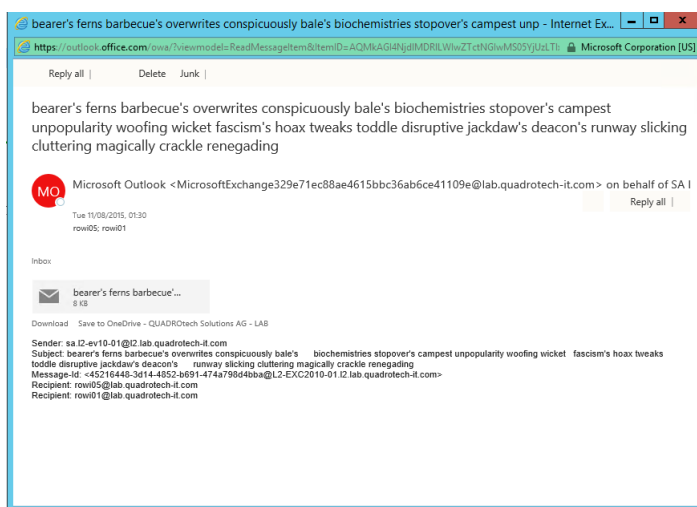 bearer's ferns barbecue's overwrites conspicuously bale's biochemistries stopover's campest unp - Internet Ex...
https://outlook.office.com/owa/?viewmodel=ReadMessageItem&ItemID=AQMkAGI4NjdlMDRlLWIwZTctNGIwMS05YjUzLTI: Microsoft Corporation [US]
Reply all | Delete Junk |
bearer's ferns barbecue's overwrites conspicuously bale's biochemistries stopover's campest
unpopularity woofing wicket fascism's hoax tweaks toddle disruptive jackdaw's deacon's runway slicking
cluttering magically crackle renegading
MO
Microsoft Outlook <MicrosoftExchange329e71ec88ae4615bbc36ab6ce41109e@lab.quadrotech-it.com> on behalf of SA I
Reply all |
Tue 11/08/2015, 01:30
rowi05; rowi01
Inbox
bearer's ferns barbecue'...
8 KB
Download Save to OneDrive - QUADROtech Solutions AG - LAB
Sender: sa.l2-ev10-01@l2.lab.quadrotech-it.com
Subject: bearer's ferns barbecue's overwrites conspicuously bale's biochemistries stopover's campest unpopularity woofing wicket fascism's hoax tweaks
toddle disruptive jackdaw's deacon's runway slicking cluttering magically crackle renegading
Message-Id: <45216448-3d14-4852-b691-474a798d4bba@L2-EXC2010-01.l2.lab.quadrotech-it.com>
Recipient: rowi05@lab.quadrotech-it.com
Recipient: rowi01@lab.quadrotech-it.com